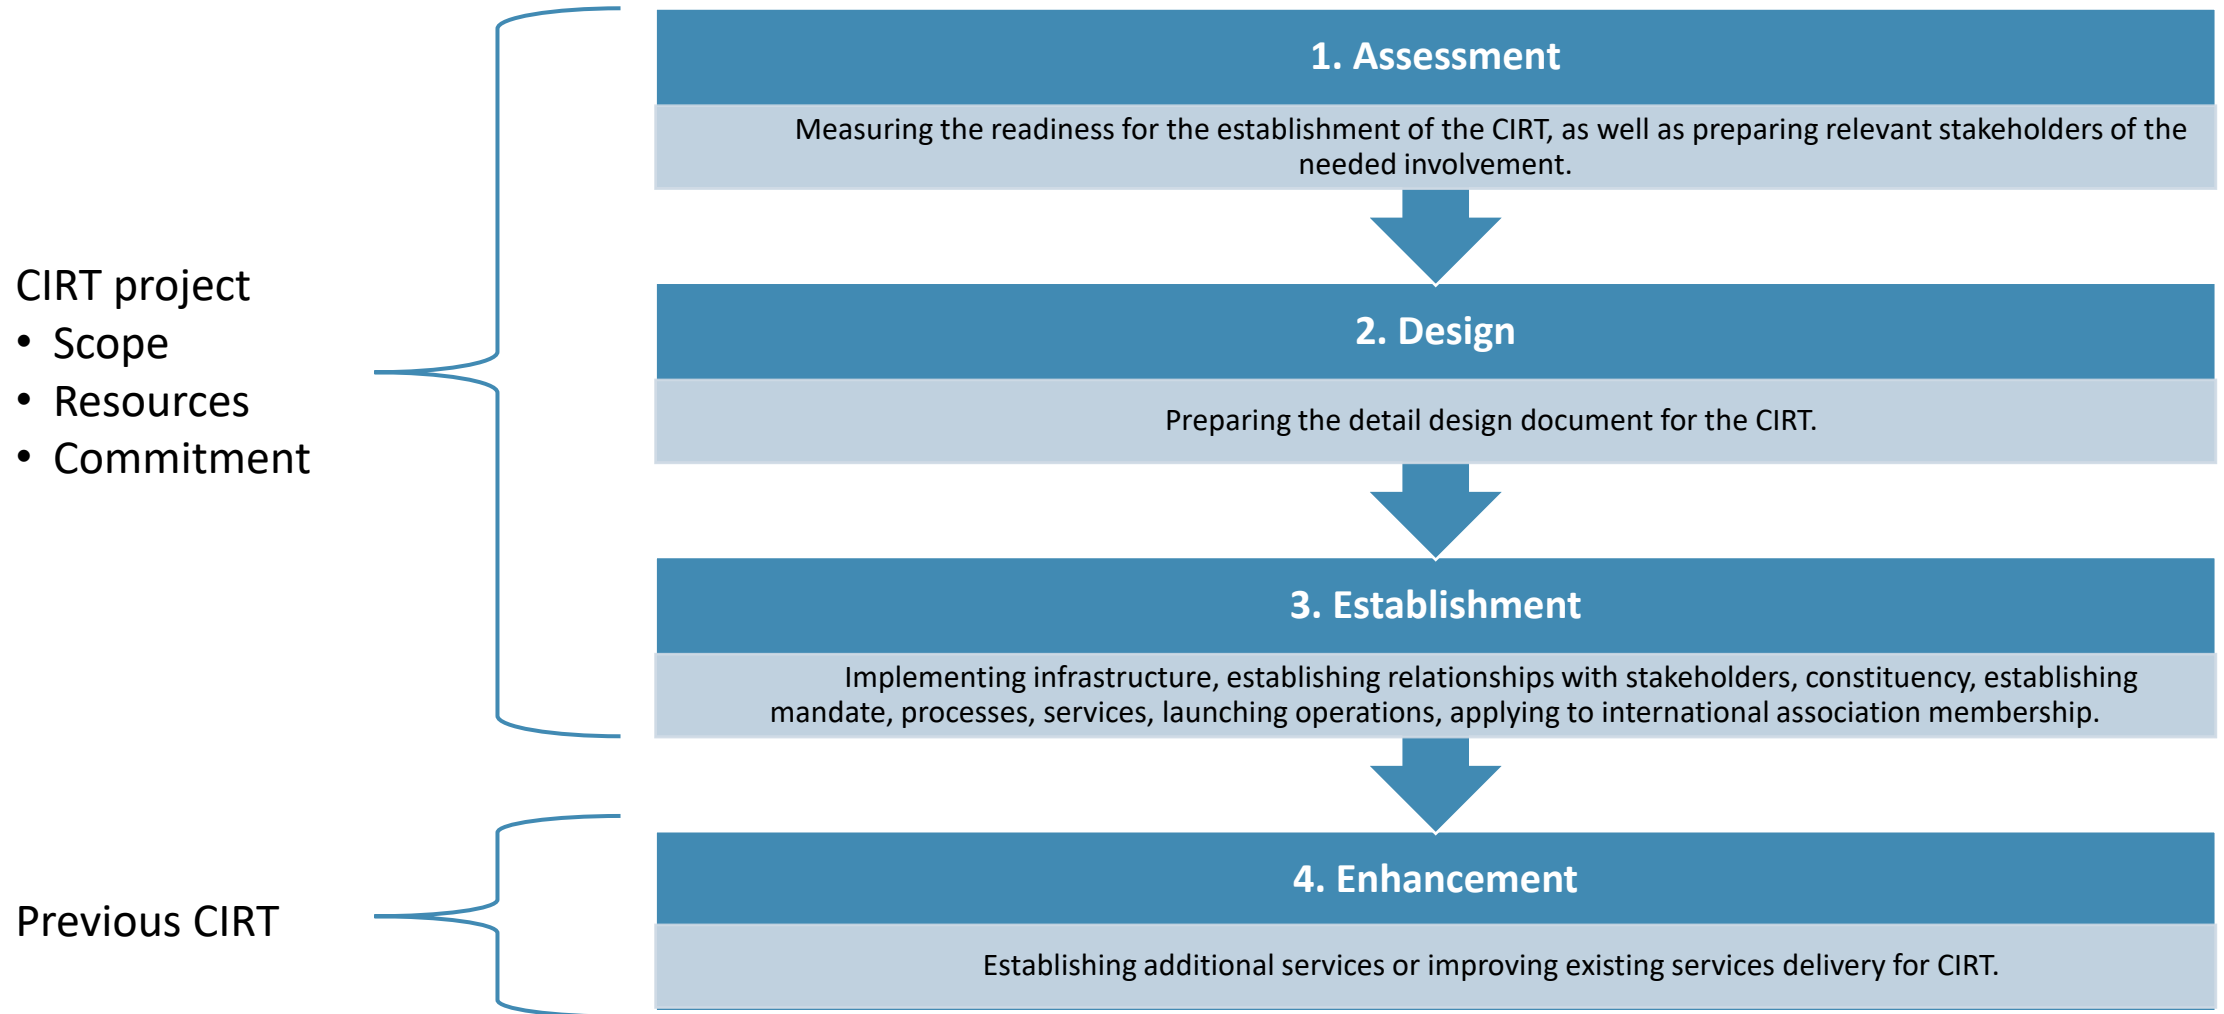 1. Assessment
Measuring the readiness for the establishment of the CIRT, as well as preparing relevant stakeholders of the
needed involvement.
CIRT project
• Scope
• Resources
• Commitment
2. Design
Preparing the detail design document for the CIRT.
3. Establishment
Implementing infrastructure, establishing relationships with stakeholders, constituency, establishing
mandate, processes, services, launching operations, applying to international association membership.
Previous CIRT
4. Enhancement
Establishing additional services or improving existing services delivery for CIRT.